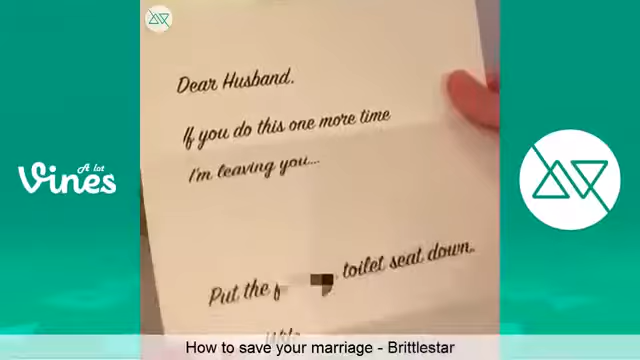 Dear Husband.
If you do this one more time
I'm leaving you...
Put the
toilet seat down.
A lot
Vines
How to save your marriage - Brittlestar